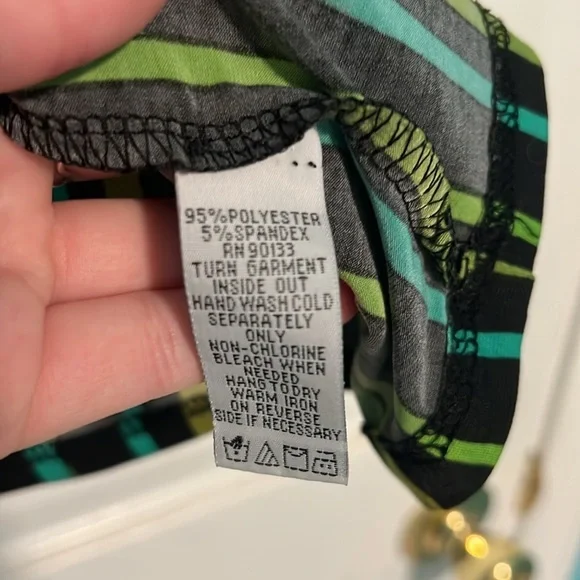 95%POLYESTER
5%SPANDEX
RN 90133
TURN GARMENT
INSIDE OUT
HAND WASH COLD
SEPARATELY
ONLY
NON-CHLORINE
BLEACH WHEN
NEEDED
HANG TO DRY
WARM IRON
ON REVERSE
SIDE IF NECESSARY